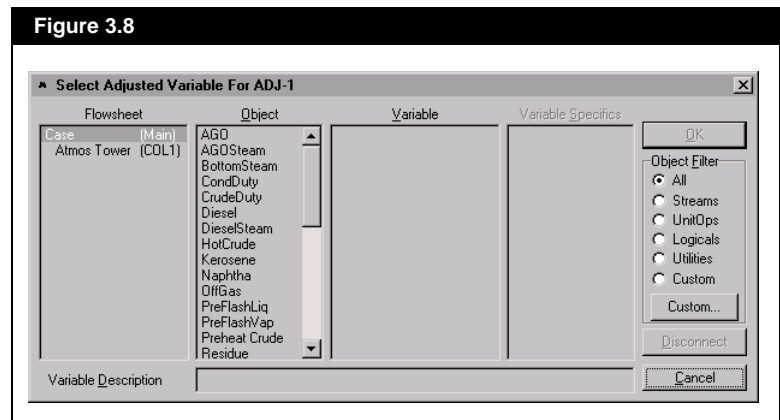 Figure 3.8
Select Adjusted Variable For ADJ-1
Flowsheet
Object
Variable
Variable Specifics
Case (Main)
Atmos Tower (COL1)
AGO
AGOSteam
BottomSteam
CondDuty
CrudeDuty
Diesel
DieselSteam
HotCrude
Kerosene
Naphtha
OffGas
PreFlashLiq
PreFlashVap
Preheat Crude
Residue
OK
Object Filter
All
Streams
UnitOps
Logicals
Utilities
Custom
Custom...
Disconnect
Cancel
Variable Description